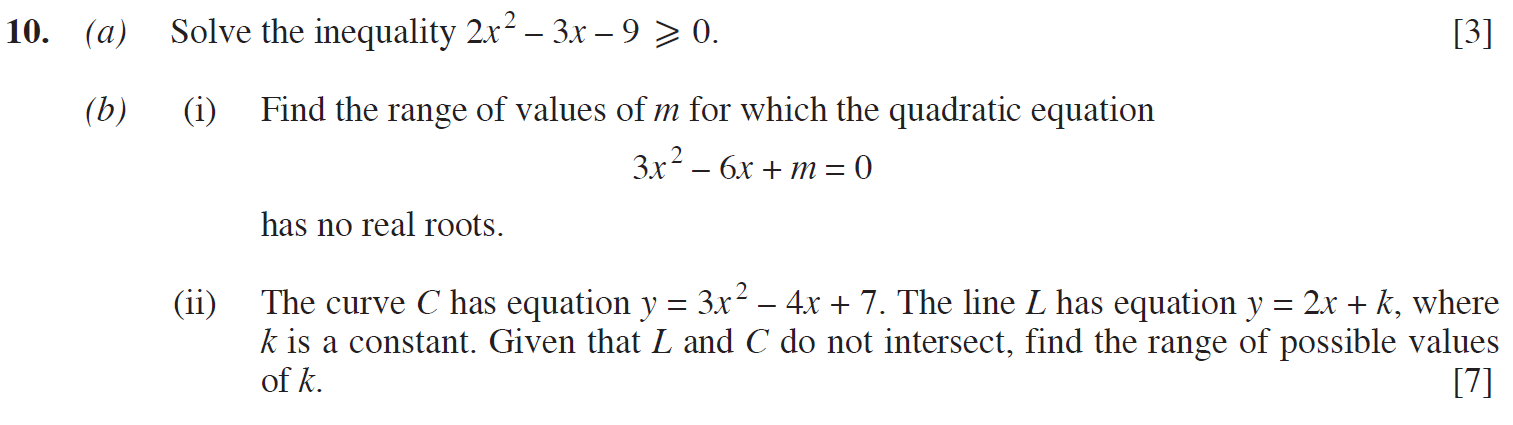 10. (a) Solve the inequality 2x² – 3x – 9 ⩾ 0. [3]
(b) (i) Find the range of values of m for which the quadratic equation
3x² – 6x + m = 0
has no real roots.
(ii) The curve C has equation y = 3x² – 4x + 7. The line L has equation y = 2x + k, where
k is a constant. Given that L and C do not intersect, find the range of possible values
of k. [7]